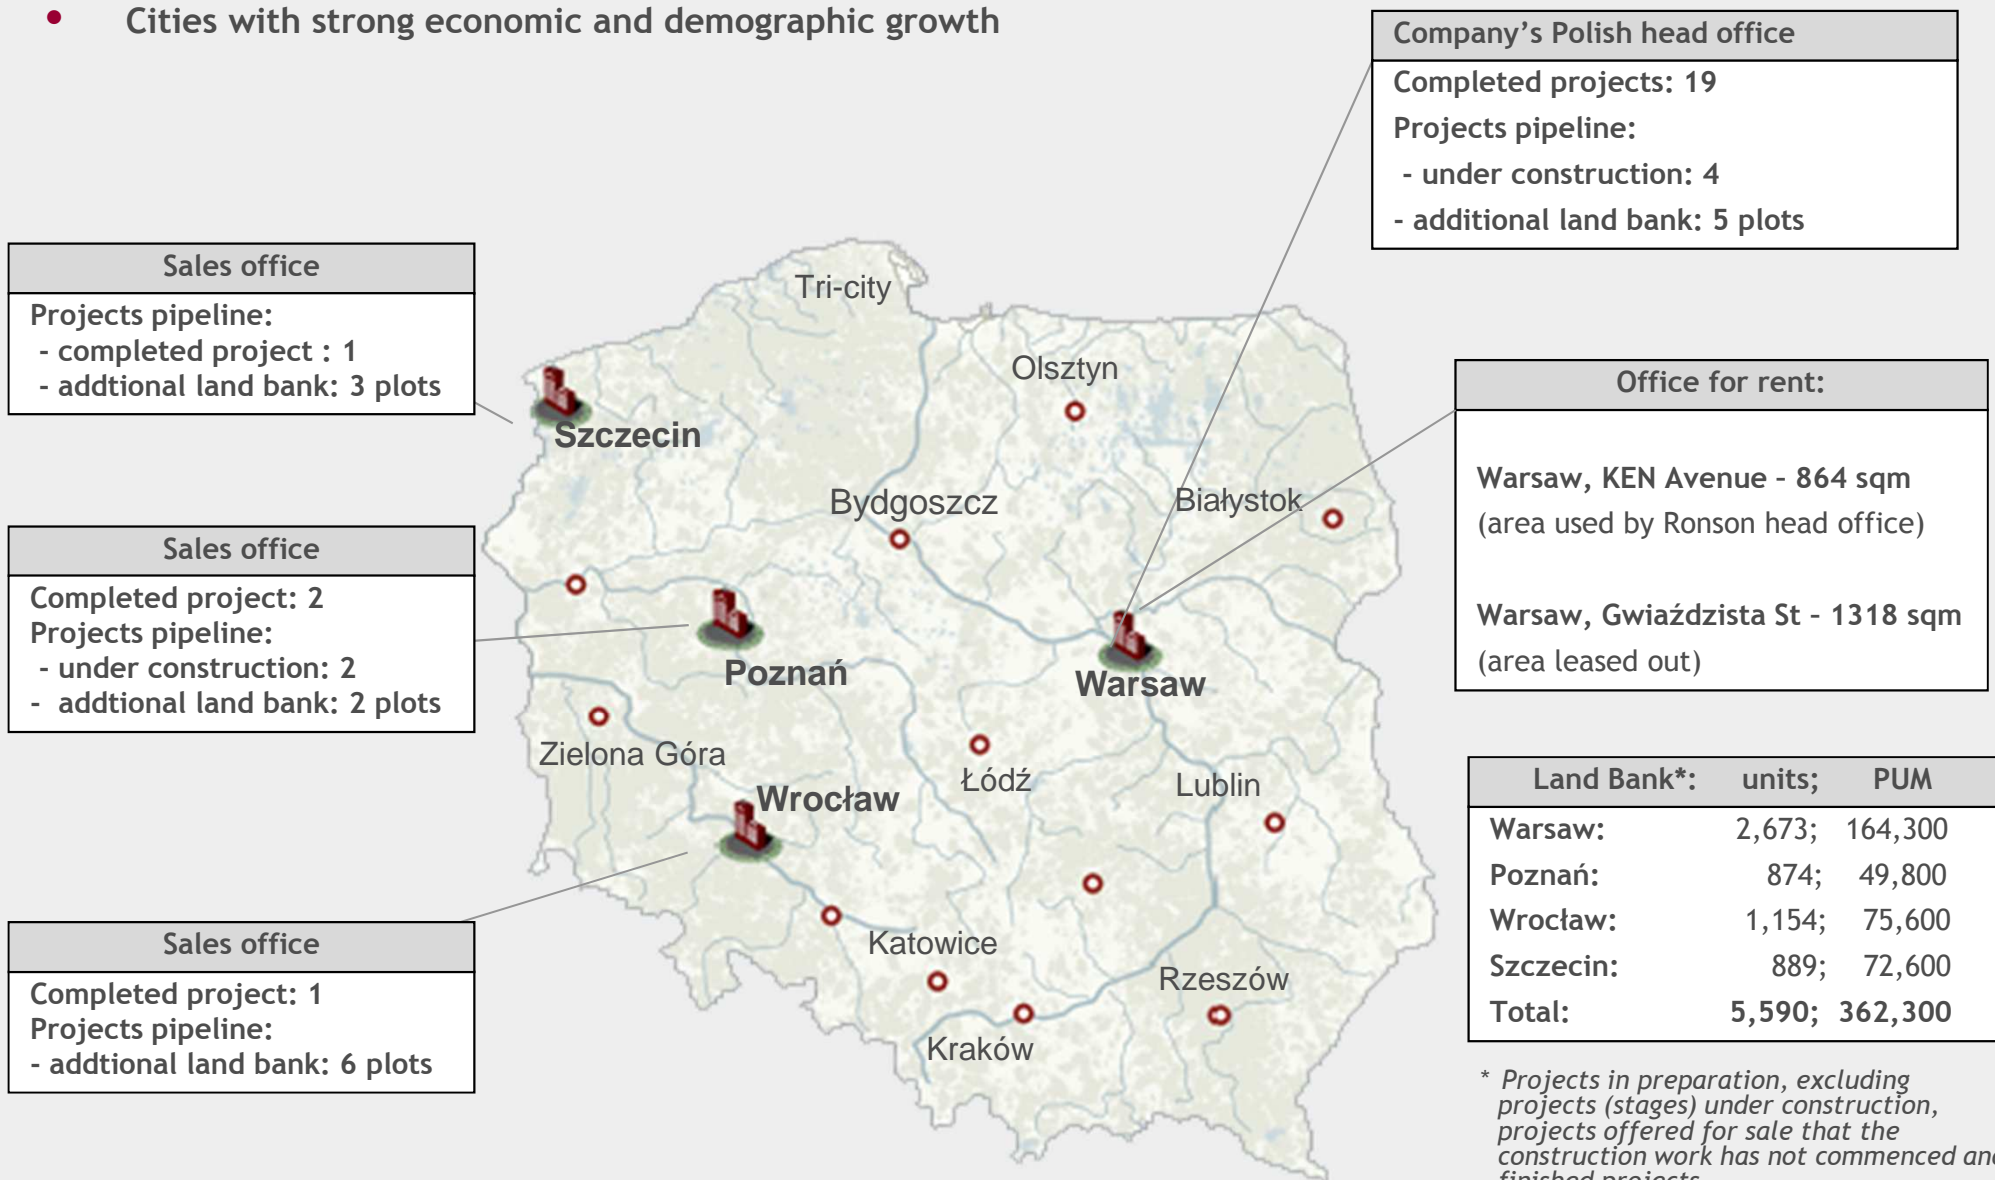 • Cities with strong economic and demographic growth
Company’s Polish head office
Completed projects: 19
Projects pipeline:
- under construction: 4
- additional land bank: 5 plots
Sales office
Projects pipeline:
- completed project : 1
- addtional land bank: 3 plots
Sales office
Completed project: 2
Projects pipeline:
- under construction: 2
- addtional land bank: 2 plots
Sales office
Completed project: 1
Projects pipeline:
- addtional land bank: 6 plots
Tri-city
Olsztyn
Szczecin
Bydgoszcz
Białystok
Poznań
Warsaw
Zielona Góra
Wrocław
Łódź
Lublin
Katowice
Rzeszów
Kraków
Office for rent:
Warsaw, KEN Avenue – 864 sqm
(area used by Ronson head office)
Warsaw, Gwiaździsta St – 1318 sqm
(area leased out)
Land Bank*: units; PUM
Warsaw: 2,673; 164,300
Poznań: 874; 49,800
Wrocław: 1,154; 75,600
Szczecin: 889; 72,600
Total: 5,590; 362,300
* Projects in preparation, excluding
projects (stages) under construction,
projects offered for sale that the
construction work has not commenced and
finished projects